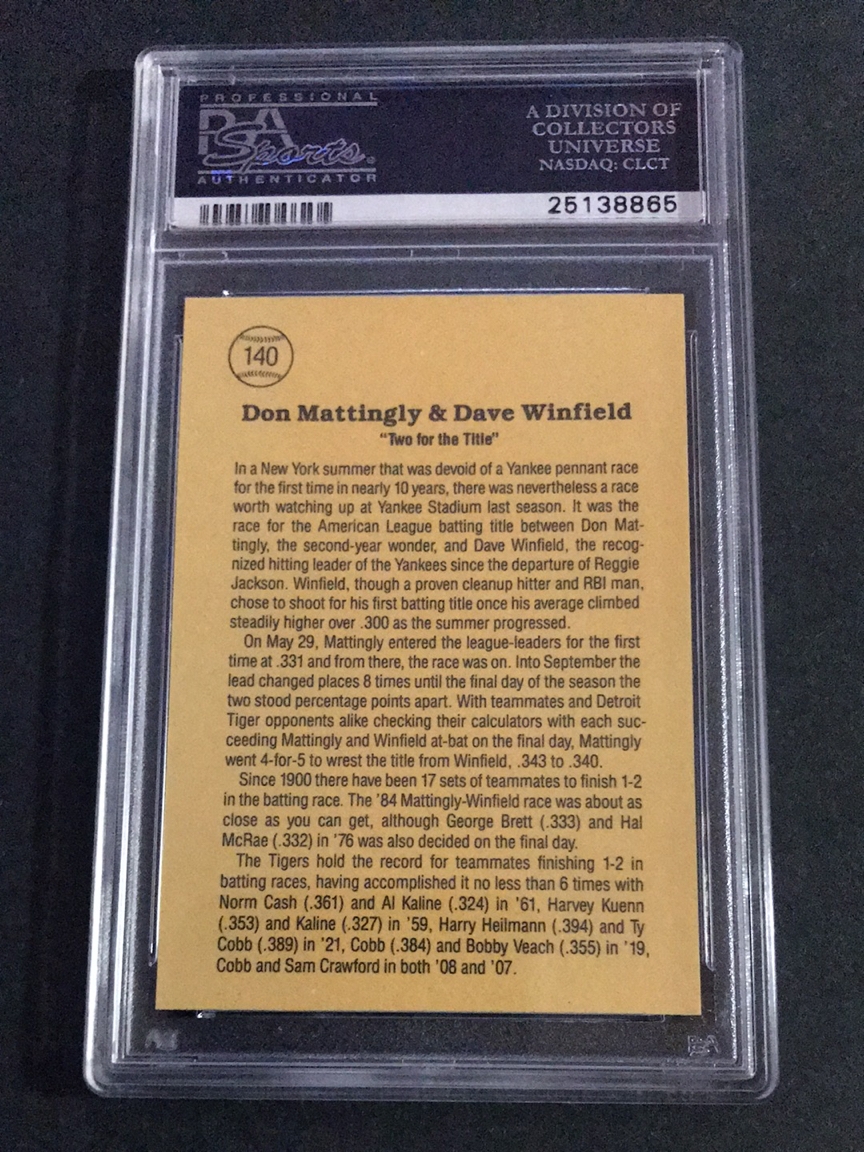 PROFESSIONAL
PSA
Sports®
AUTHENTICATOR
A DIVISION OF
COLLECTORS
UNIVERSE
NASDAQ: CLCT
25138865
140
Don Mattingly & Dave Winfield
“Two for the Title”
In a New York summer that was devoid of a Yankee pennant race
for the first time in nearly 10 years, there was nevertheless a race
worth watching up at Yankee Stadium last season. It was the
race for the American League batting title between Don Mat-
tingly, the second-year wonder, and Dave Winfield, the recog-
nized hitting leader of the Yankees since the departure of Reggie
Jackson. Winfield, though a proven cleanup hitter and RBI man,
chose to shoot for his first batting title once his average climbed
steadily higher over .300 as the summer progressed.
On May 29, Mattingly entered the league-leaders for the first
time at .331 and from there, the race was on. Into September the
lead changed places 8 times until the final day of the season the
two stood percentage points apart. With teammates and Detroit
Tiger opponents alike checking their calculators with each suc-
ceeding Mattingly and Winfield at-bat on the final day, Mattingly
went 4-for-5 to wrest the title from Winfield, .343 to .340.
Since 1900 there have been 17 sets of teammates to finish 1-2
in the batting race. The '84 Mattingly-Winfield race was about as
close as you can get, although George Brett (.333) and Hal
McRae (.332) in '76 was also decided on the final day.
The Tigers hold the record for teammates finishing 1-2 in
batting races, having accomplished it no less than 6 times with
Norm Cash (.361) and Al Kaline (.324) in '61, Harvey Kuenn
(.353) and Kaline (.327) in '59, Harry Heilmann (.394) and Ty
Cobb (.389) in '21, Cobb (.384) and Bobby Veach (.355) in '19,
Cobb and Sam Crawford in both '08 and '07.
PSA